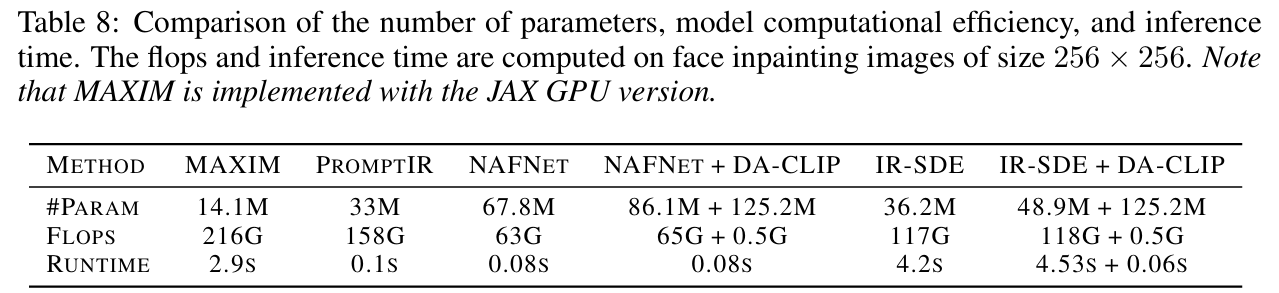 Table 8: Comparison of the number of parameters, model computational efficiency, and inference
time. The flops and inference time are computed on face inpainting images of size 256 × 256. Note
that MAXIM is implemented with the JAX GPU version.
METHOD MAXIM PROMPTIR NAFNET NAFNET + DA-CLIP IR-SDE IR-SDE + DA-CLIP
#PARAM 14.1M 33M 67.8M 86.1M + 125.2M 36.2M 48.9M + 125.2M
FLOPS 216G 158G 63G 65G + 0.5G 117G 118G + 0.5G
RUNTIME 2.9S 0.1S 0.08S 0.08S 4.2S 4.53S + 0.06S